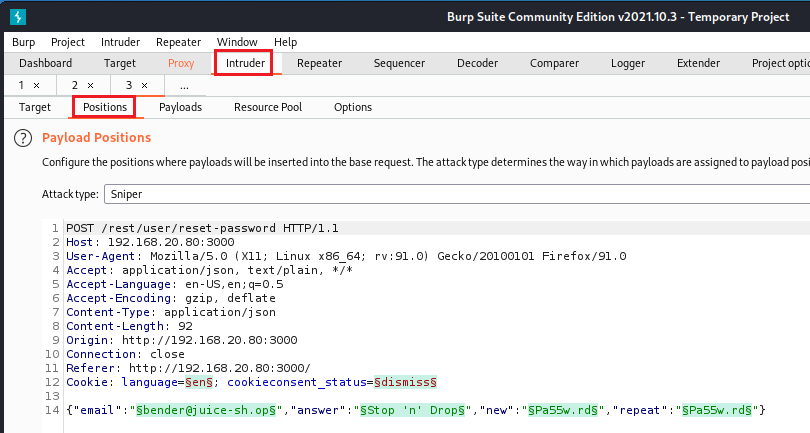 Burp Suite Community Edition v2021.10.3 - Temporary Project
Burp Project Intruder Repeater Window Help
Dashboard Target Proxy Intruder Repeater Sequencer Decoder Comparer Logger Extender Project optio
1 × 2 × 3 × ...
Target Positions Payloads Resource Pool Options
? Payload Positions
Configure the positions where payloads will be inserted into the base request. The attack type determines the way in which payloads are assigned to payload posi
Attack type: Sniper
1 POST /rest/user/reset-password HTTP/1.1
2 Host: 192.168.20.80:3000
3 User-Agent: Mozilla/5.0 (X11; Linux x86_64; rv:91.0) Gecko/20100101 Firefox/91.0
4 Accept: application/json, text/plain, */*
5 Accept-Language: en-US,en;q=0.5
6 Accept-Encoding: gzip, deflate
7 Content-Type: application/json
8 Content-Length: 92
9 Origin: http://192.168.20.80:3000
10 Connection: close
11 Referer: http://192.168.20.80:3000/
12 Cookie: language=§en§; cookieconsent_status=§dismiss§
13
14 {"email":"§bender@juice-sh.op§","answer":"§Stop 'n' Drop§","new":"§Pa55w.rd§","repeat":"§Pa55w.rd§"}